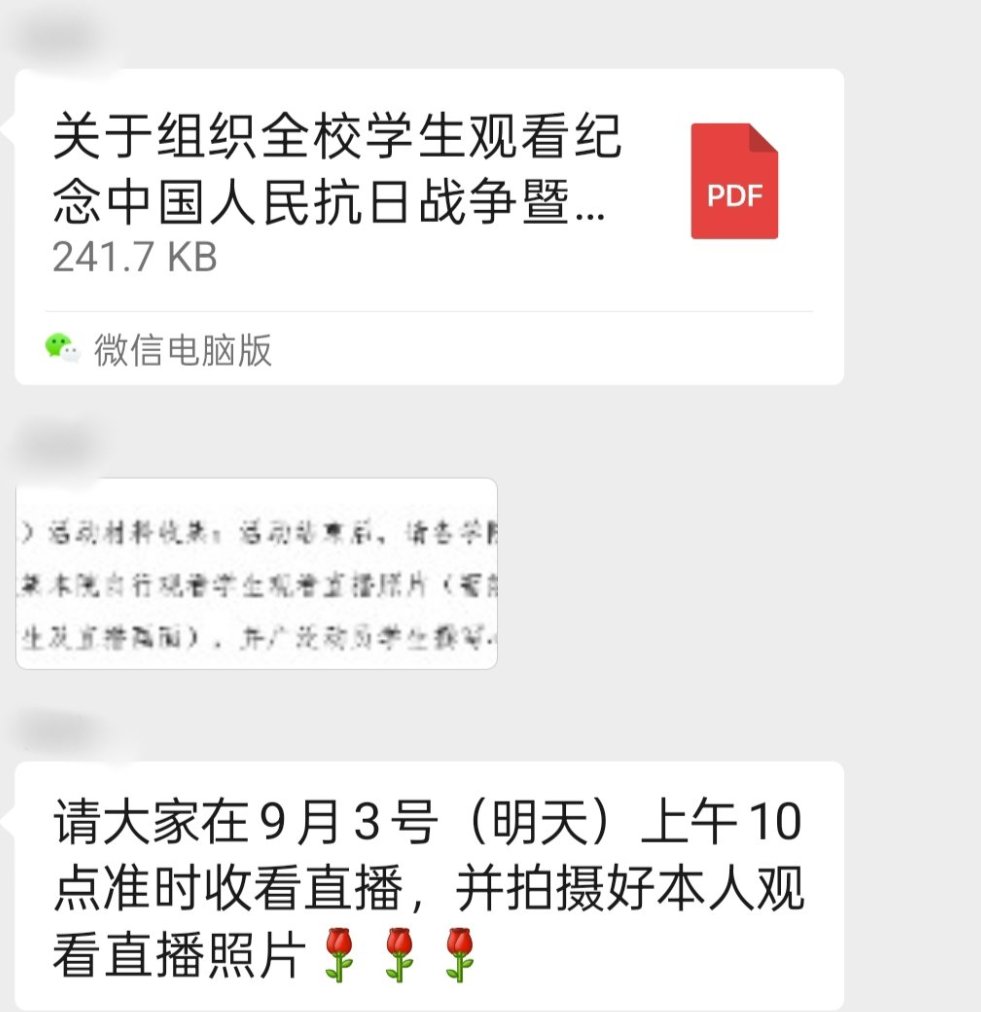 关于组织全校学生观看纪
念中国人民抗日战争暨...
PDF
241.7 KB
微信电脑版
）活动材料收集：活动结束后，请各学院
集本院自行观看学生观看直播照片（需
生及直播画面），并广泛动员学生撰写
请大家在9月3号（明天）上午10
点准时收看直播，并拍摄好本人观
看直播照片🌹🌹🌹